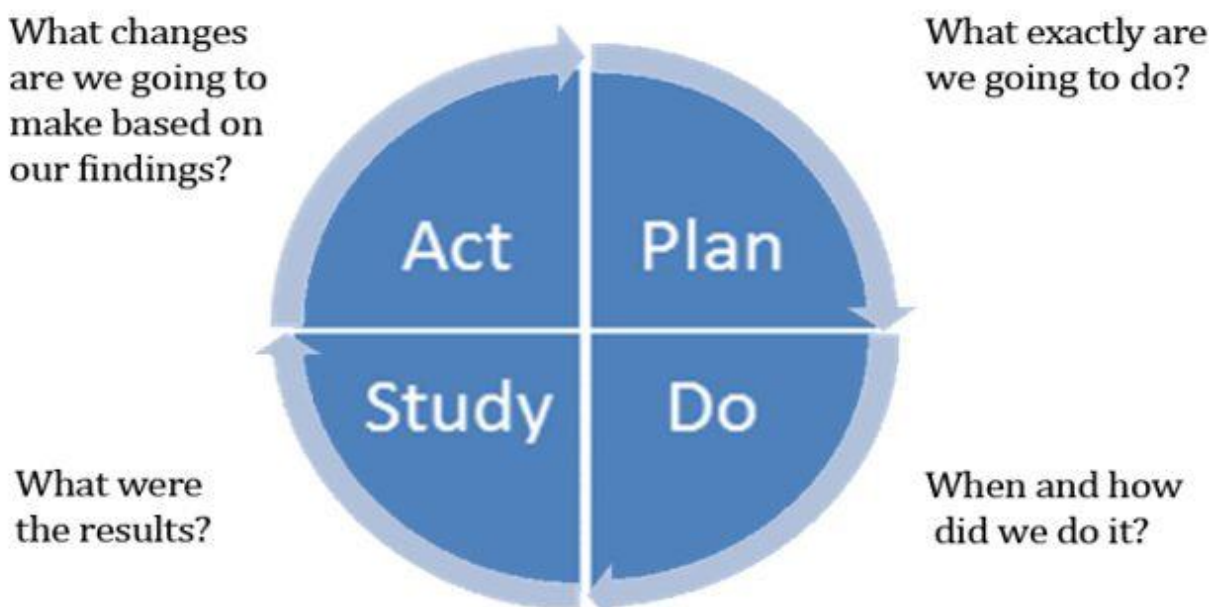 What changes
are we going to
make based on
our findings?
What exactly are
we going to do?
Act
Plan
Study
Do
What were
the results?
When and how
did we do it?